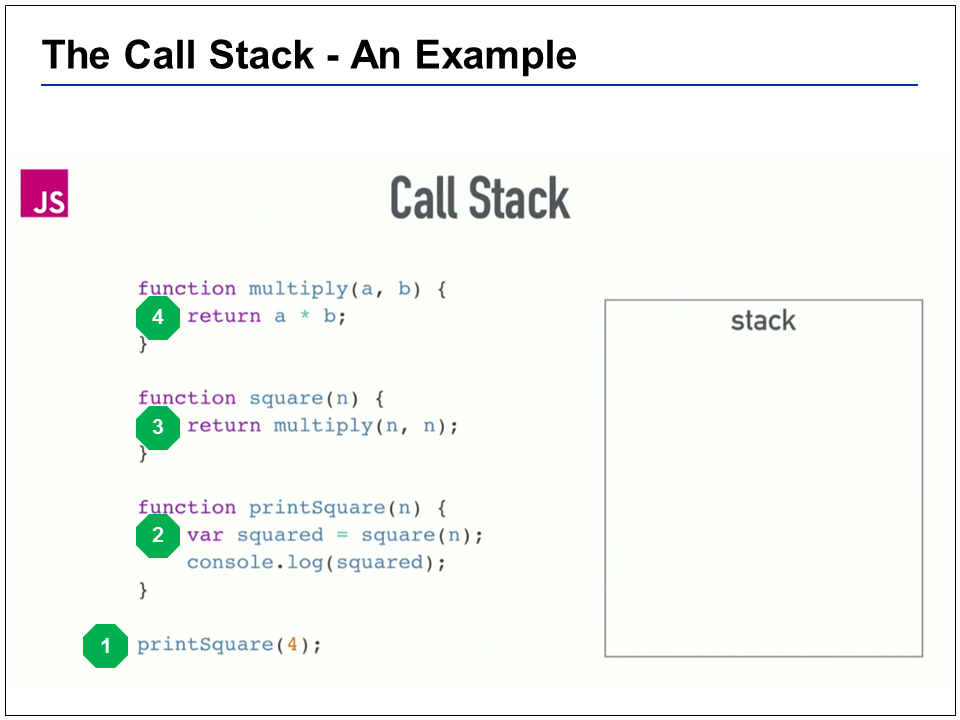 The Call Stack - An Example
JS
Call Stack
function multiply(a, b) {
4 return a * b;
}
function square(n) {
3 return multiply(n, n);
}
function printSquare(n) {
2 var squared = square(n);
console.log(squared);
}
1 printSquare(4);
stack